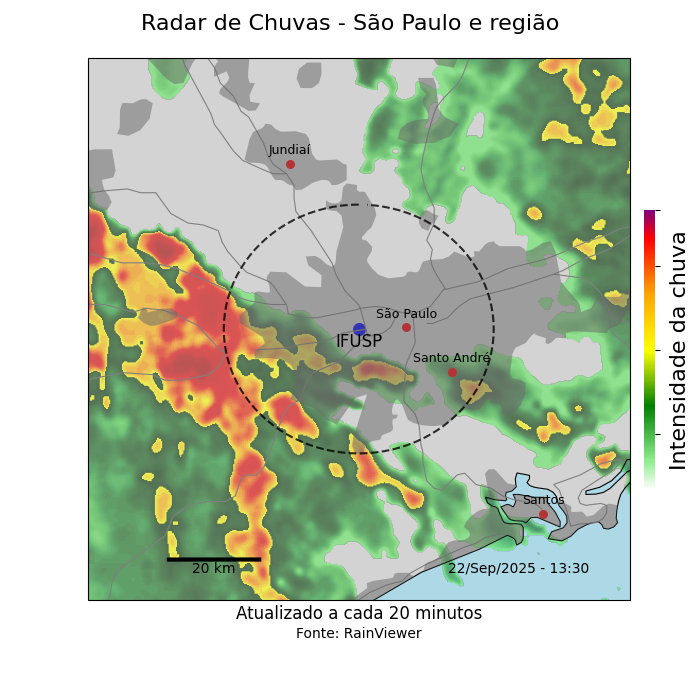 Radar de Chuvas - São Paulo e região
Jundiaí
São Paulo
IFUSP
Santo André
Santos
20 km
22/Sep/2025 - 13:30
Intensidade da chuva
Atualizado a cada 20 minutos
Fonte: RainViewer